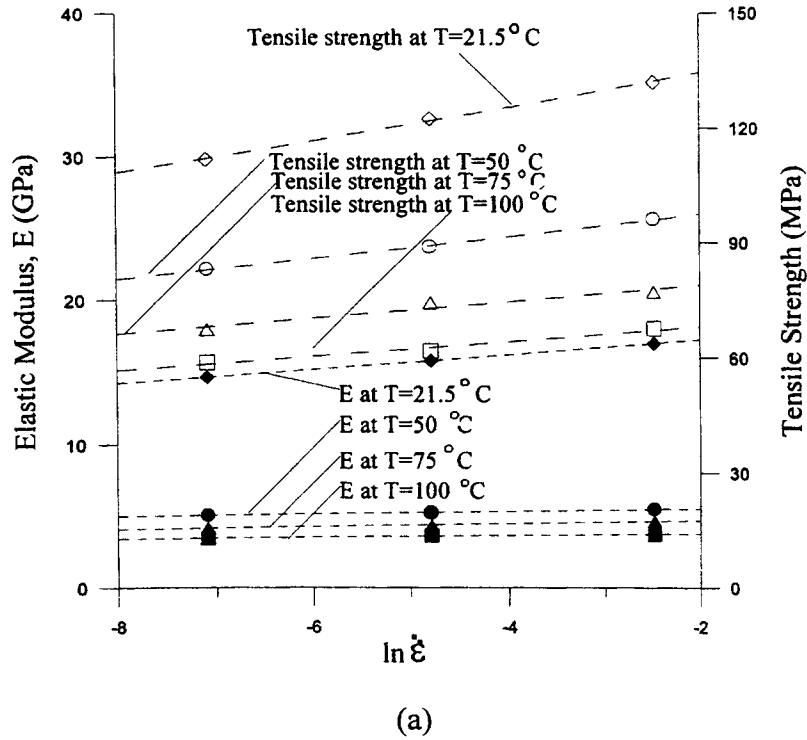 150
Tensile strength at T=21.5°C
120
30
Tensile strength at T=50°C
Tensile strength at T=75°C
Tensile strength at T=100°C
Elastic Modulus, E (GPa)
Tensile Strength (MPa)
90
20
60
E at T=21.5°C
E at T=50 °C
10
E at T=75°C
E at T=100°C
30
0
0
-8
-6
-4
-2
ln ε̇
(a)